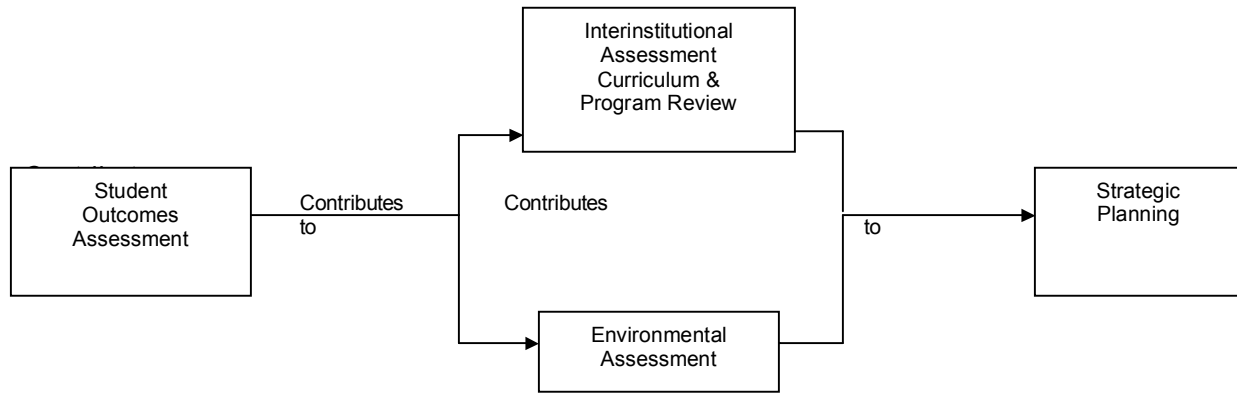 Interinstitutional
Assessment
Curriculum &
Program Review
Student
Outcomes
Assessment
Contributes
to
Contributes
to
Strategic
Planning
Environmental
Assessment